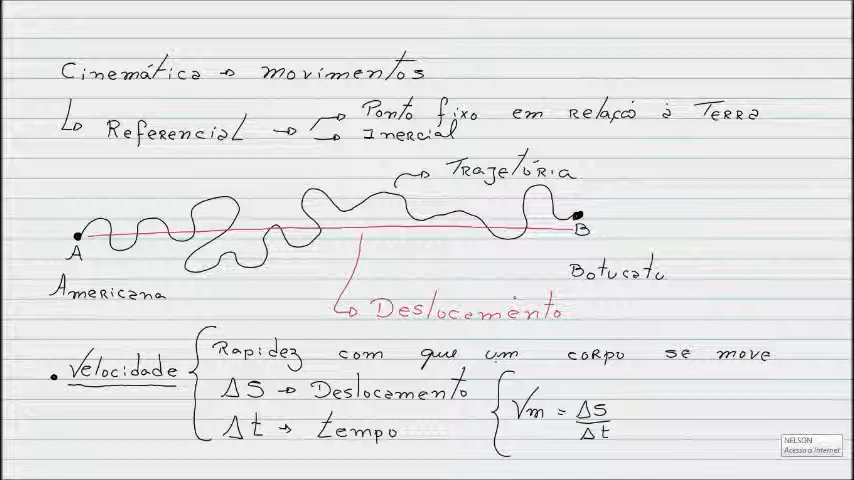 Cinemática → movimentos
↳ Referencial → → Ponto fixo em relação à Terra
→ Inercial
Trajetória
A
B
Americana
Botucatu
Deslocamento
• Velocidade { Rapidez com que um corpo se move
ΔS → Deslocamento
Δt → tempo
{ Vm = ΔS
Δt
NELSON
Acesso à Internet